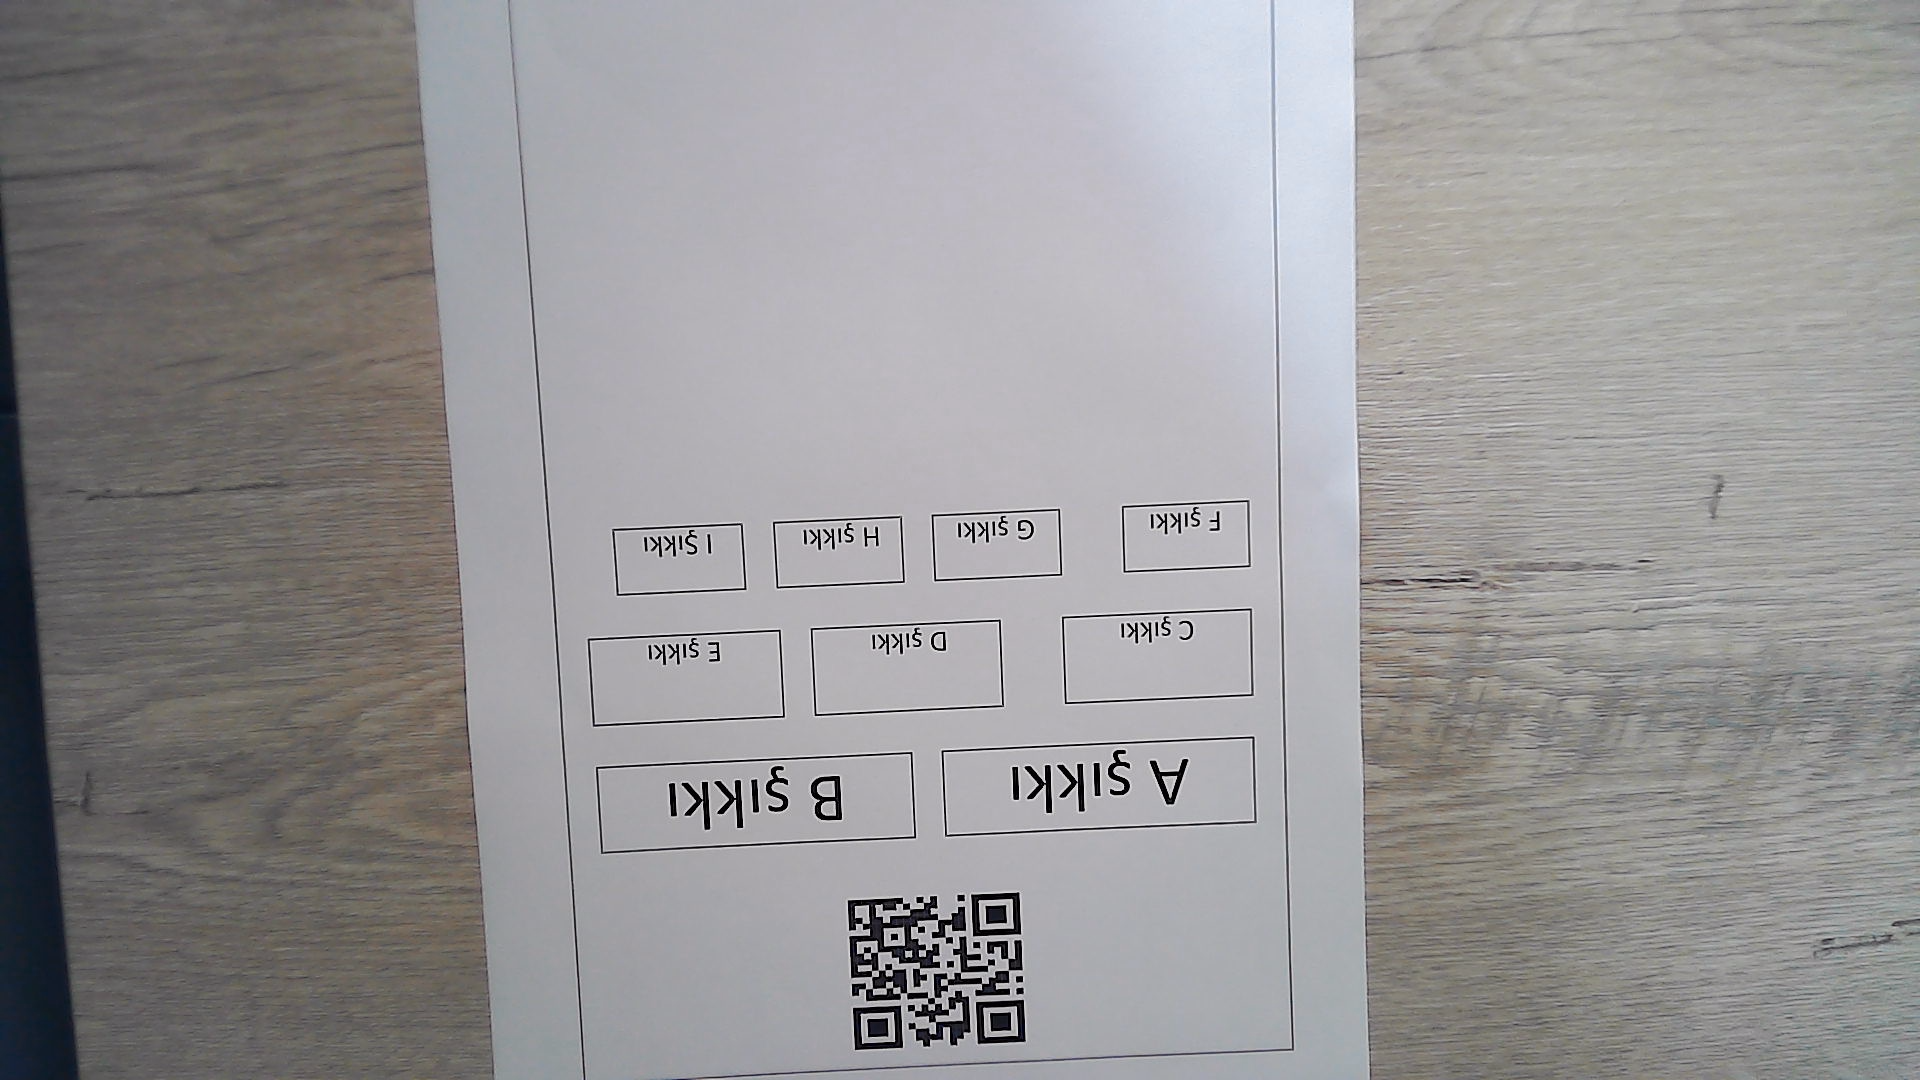 A şıkkı
B şıkkı
C şıkkı
D şıkkı
E şıkkı
F şıkkı
G şıkkı
H şıkkı
I Şıkkı